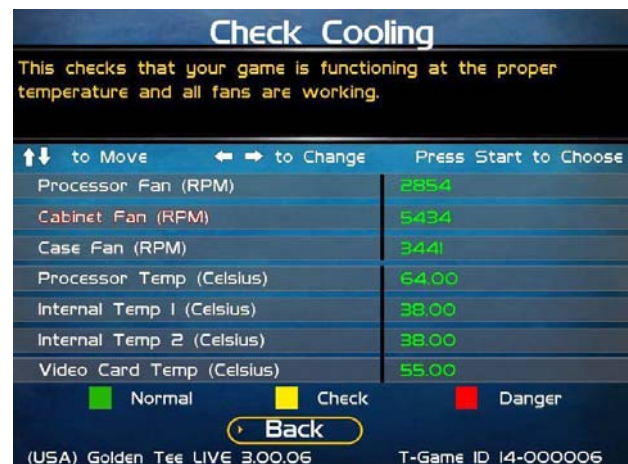 Check Cooling
This checks that your game is functioning at the proper
temperature and all fans are working.
to Move to Change Press Start to Choose
Processor Fan (RPM) 2854
Cabinet Fan (RPM) 5434
Case Fan (RPM) 3441
Processor Temp (Celsius) 64.00
Internal Temp 1 (Celsius) 38.00
Internal Temp 2 (Celsius) 38.00
Video Card Temp (Celsius) 55.00
Normal Check Danger
Back
(USA) Golden Tee LIVE 3.00.06 T-Game ID 14-000006